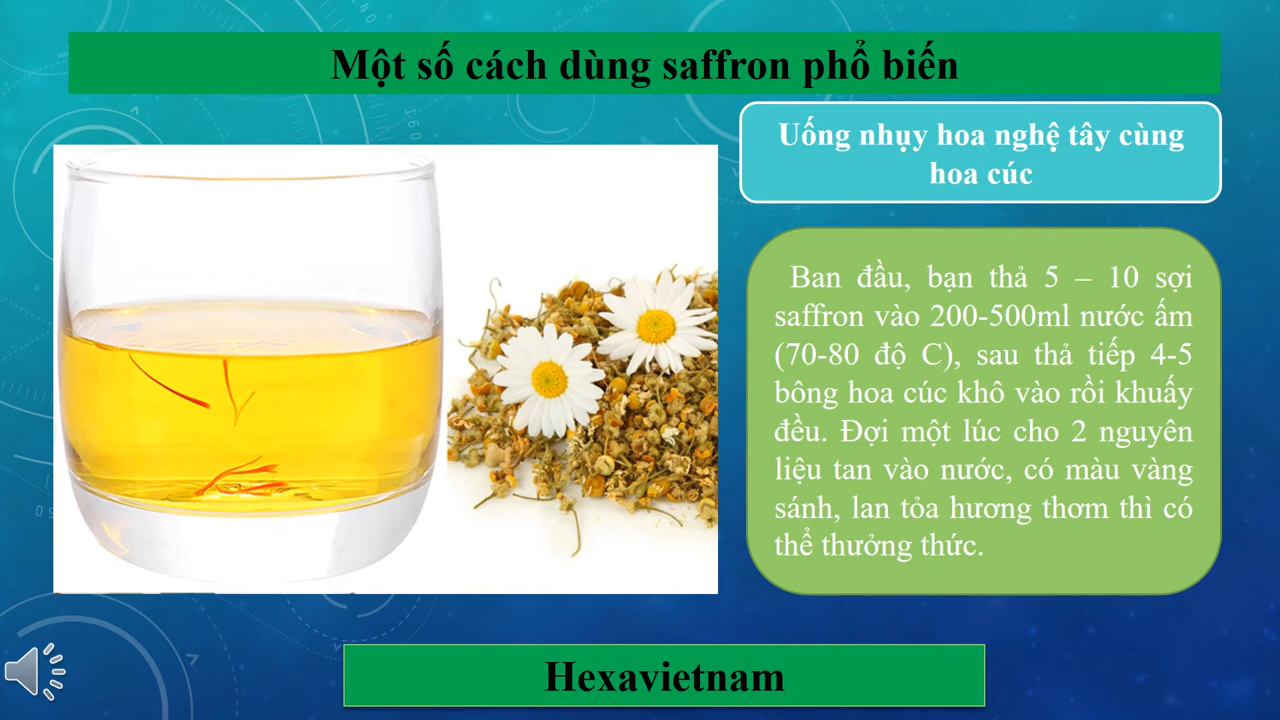 Một số cách dùng saffron phổ biến
Uống nhụy hoa nghệ tây cùng
hoa cúc
Ban đầu, bạn thả 5 – 10 sợi
saffron vào 200-500ml nước ấm
(70-80 độ C), sau thả tiếp 4-5
bông hoa cúc khô vào rồi khuấy
đều. Đợi một lúc cho 2 nguyên
liệu tan vào nước, có màu vàng
sánh, lan tỏa hương thơm thì có
thể thưởng thức.
Hexavietnam